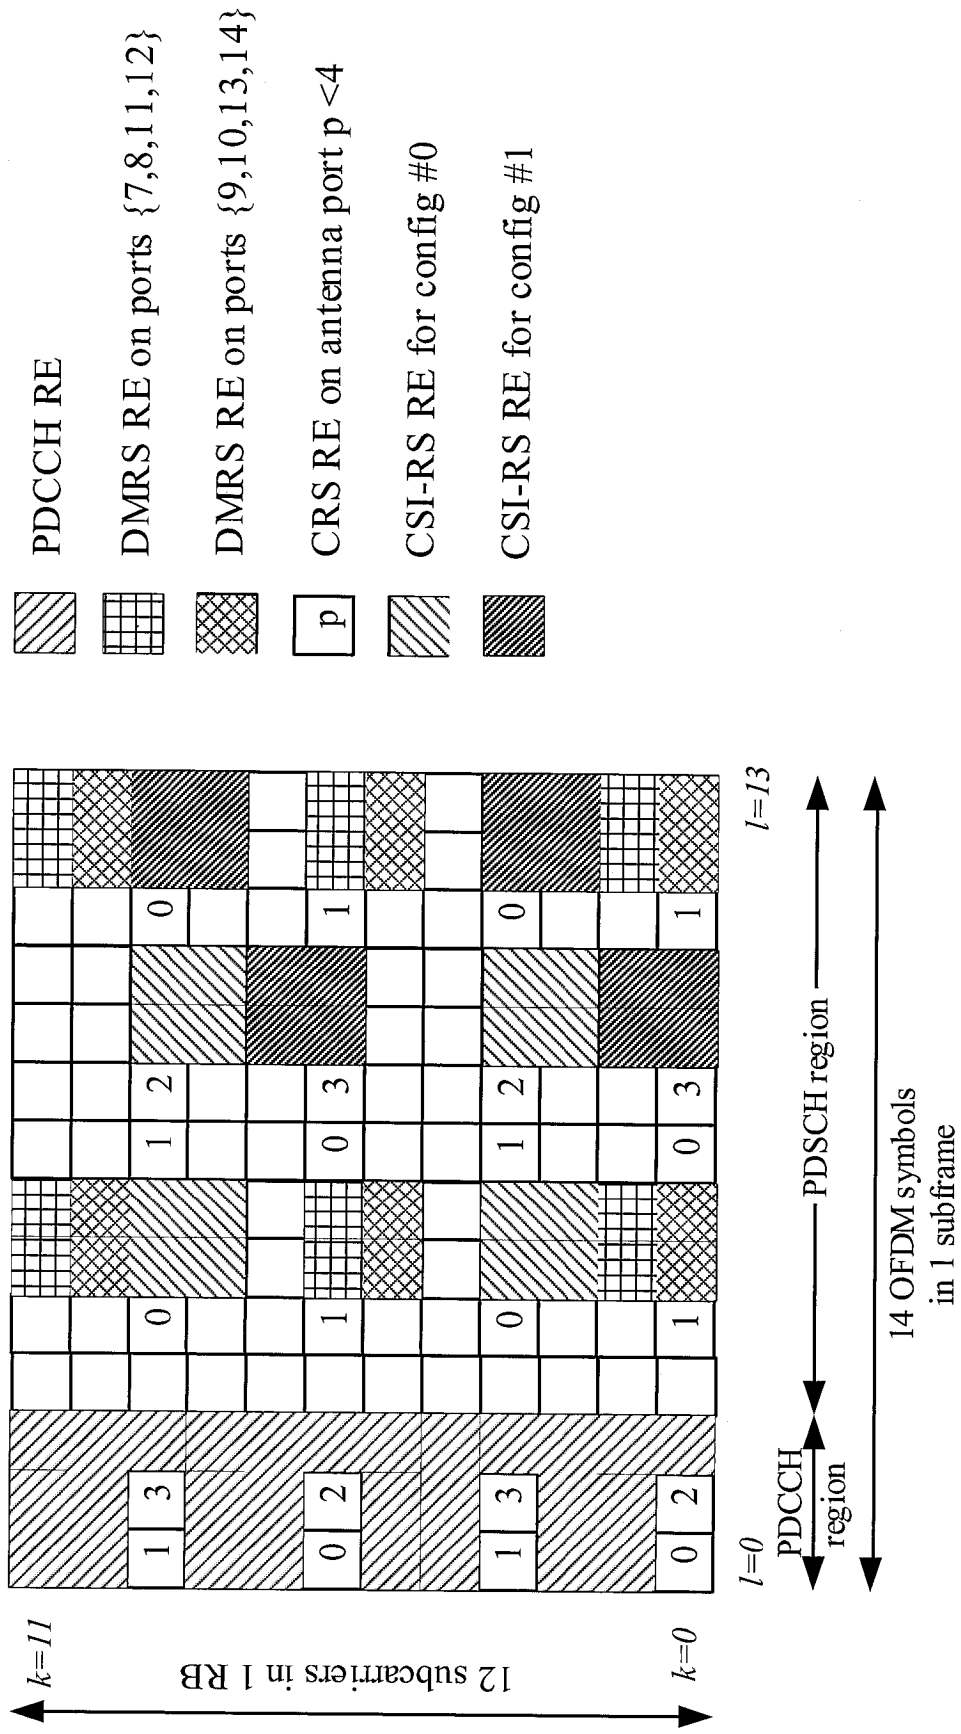 k=11
12 subcarriers in 1 RB
k=0
1 3 0 1 2 0
0 2 1 0 3 1
1 3 0 1 2 0
0 2 1 0 3 1
l=0
l=13
PDCCH
region
PDSCH region
14 OFDM symbols
in 1 subframe
PDCCH RE
DMRS RE on ports {7,8,11,12}
DMRS RE on ports {9,10,13,14}
p
CRS RE on antenna port p <4
CSI-RS RE for config #0
CSI-RS RE for config #1